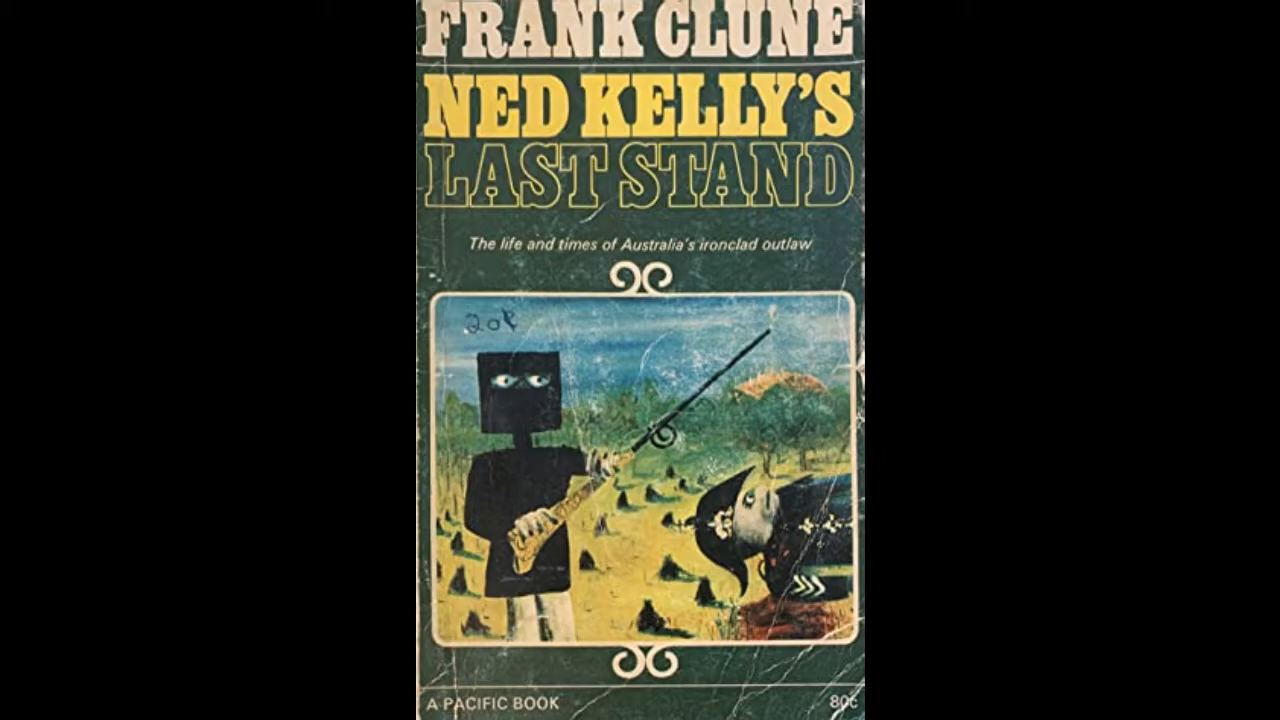 FRANK CLUNE
NED KELLY'S
LAST STAND
The life and times of Australia's ironclad outlaw
A PACIFIC BOOK
80c